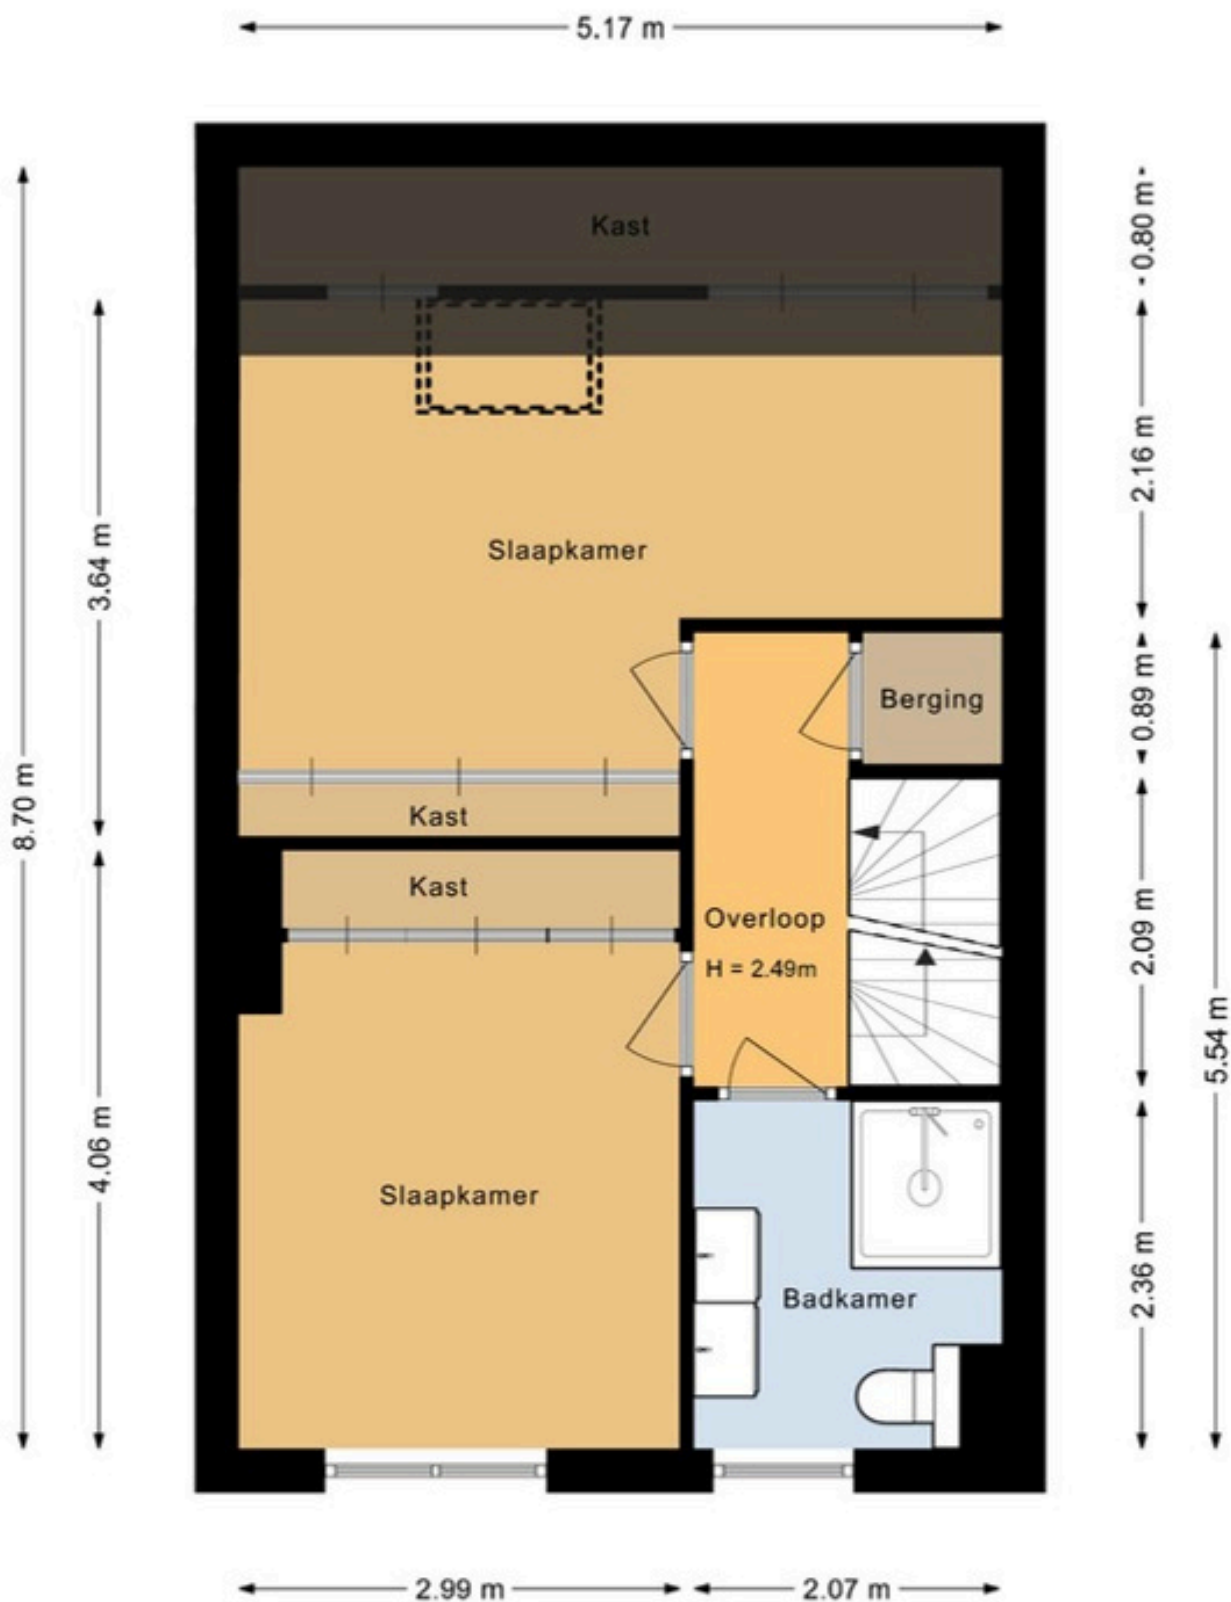 5.17 m
Kast
0.80 m
2.16 m
3.64 m
Slaapkamer
8.70 m
0.89 m
Berging
Kast
Kast
Overloop
H = 2.49m
2.09 m
5.54 m
4.06 m
Slaapkamer
2.36 m
Badkamer
2.99 m
2.07 m